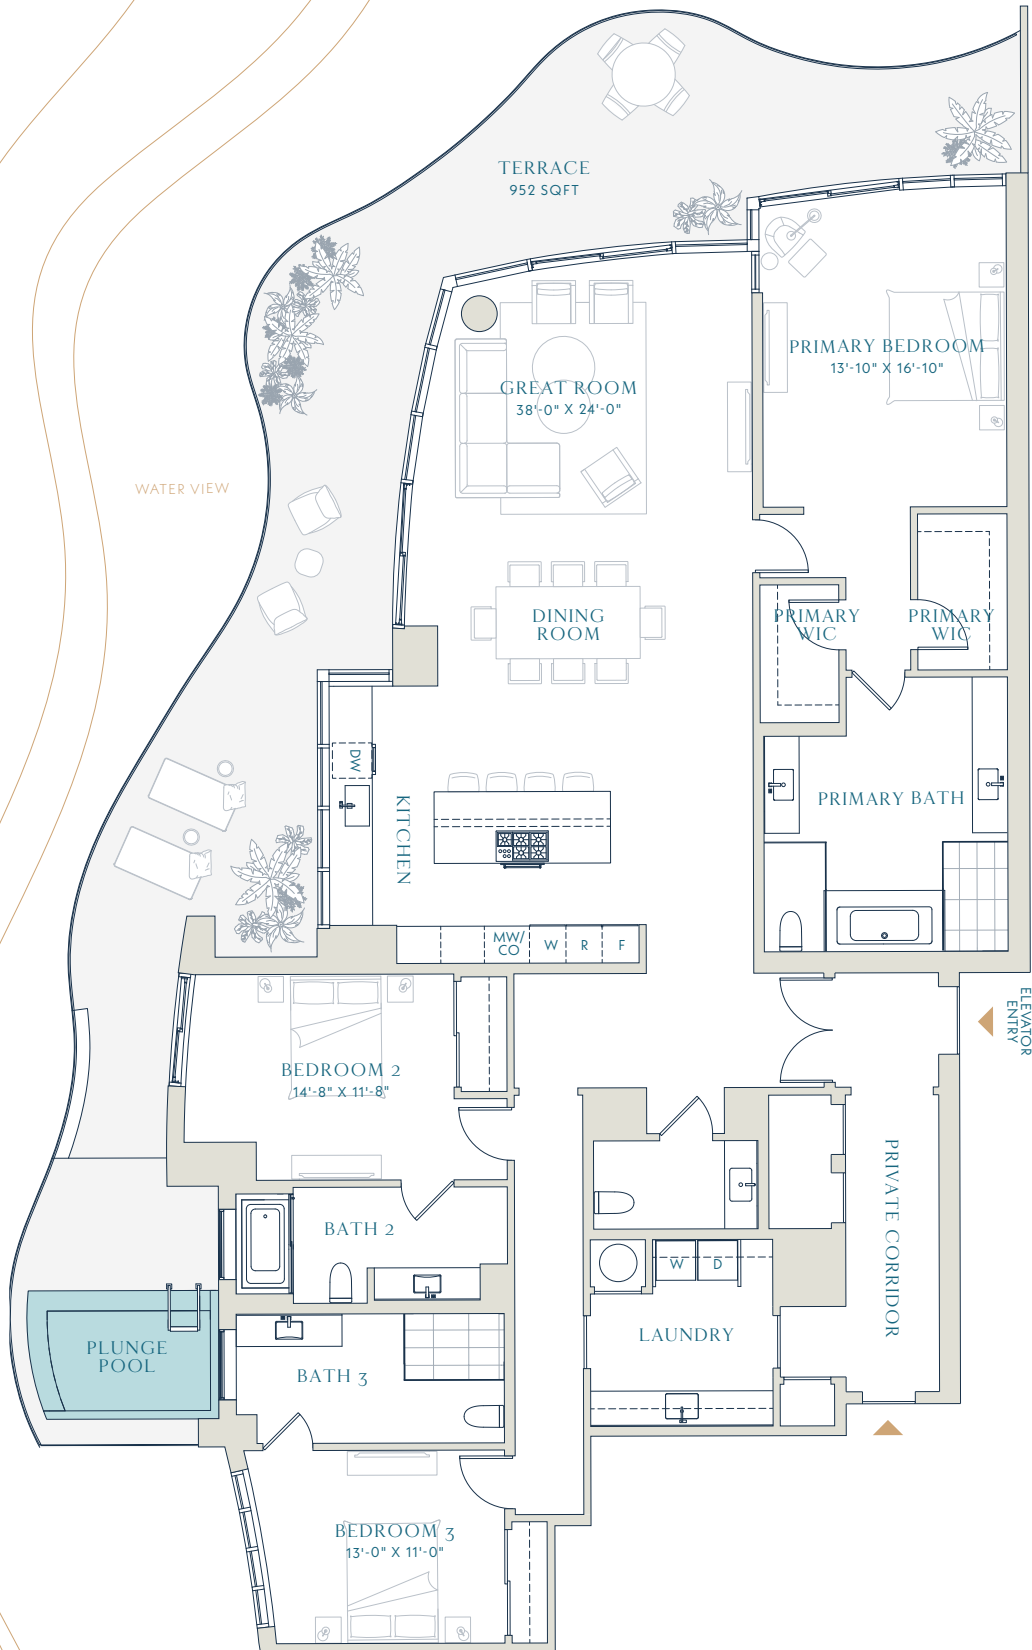 TERRACE
952 SQFT
PRIMARY BEDROOM
13'-10" X 16'-10"
GREAT ROOM
38'-0" X 24'-0"
WATER VIEW
DINING
ROOM
PRIMARY
WIC
PRIMARY
WIC
DW
KITCHEN
PRIMARY BATH
MW/
CO
W
R
F
ELEVATOR
ENTRY
BEDROOM 2
14'-8" X 11'-8"
PRIVATE CORRIDOR
BATH 2
W
D
LAUNDRY
PLUNGE
POOL
BATH 3
BEDROOM 3
13'-0" X 11'-0"